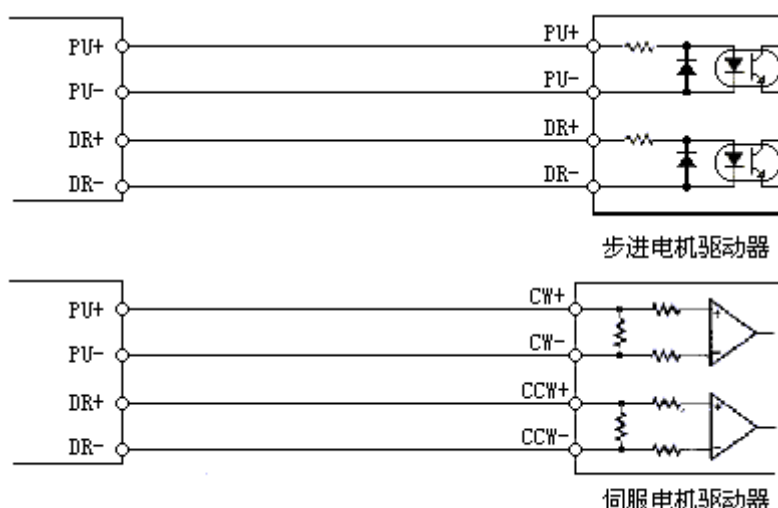 PU+ PU+
PU- PU-
DR+ DR+
DR- DR-
步进电机驱动器
PU+ CW+
PU- CW-
DR+ CCW+
DR- CCW-
伺服电机驱动器